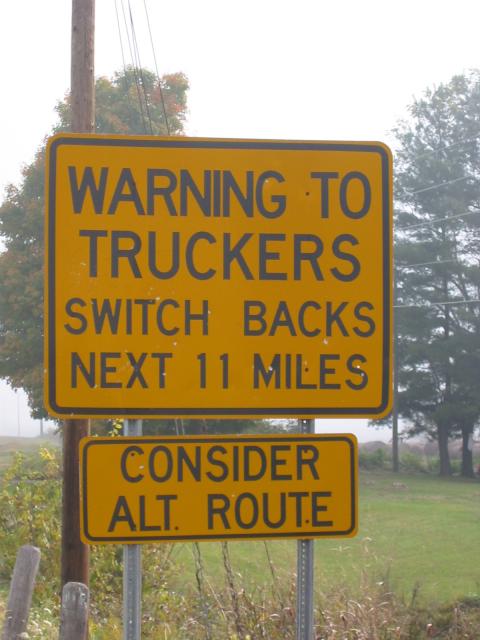 WARNING TO
TRUCKERS
SWITCH BACKS
NEXT 11 MILES
CONSIDER
ALT. ROUTE